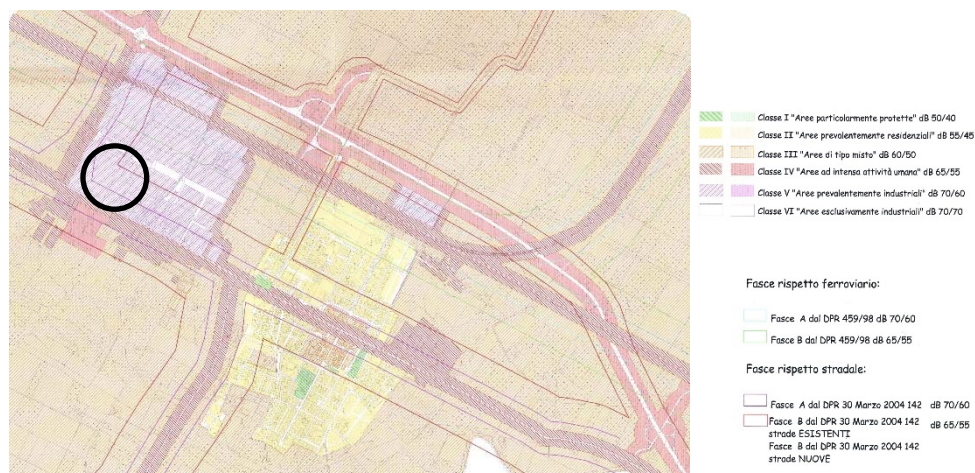 Classe I "Aree particolarmente protette" dB 50/40
Classe II "Aree prevalentemente residenziali" dB 55/45
Classe III "Aree di tipo misto" dB 60/50
Classe IV "Aree ad intensa attività umana" dB 65/55
Classe V "Aree prevalentemente industriali" dB 70/60
Classe VI "Aree esclusivamente industriali" dB 70/70
Fasce rispetto ferroviario:
Fasce A dal DPR 459/98 dB 70/60
Fasce B dal DPR 459/98 dB 65/55
Fasce rispetto stradale:
Fasce A dal DPR 30 Marzo 2004 142 dB 70/60
Fasce B dal DPR 30 Marzo 2004 142 dB 65/55
strade ESISTENTI
Fasce B dal DPR 30 Marzo 2004 142
strade NUOVE